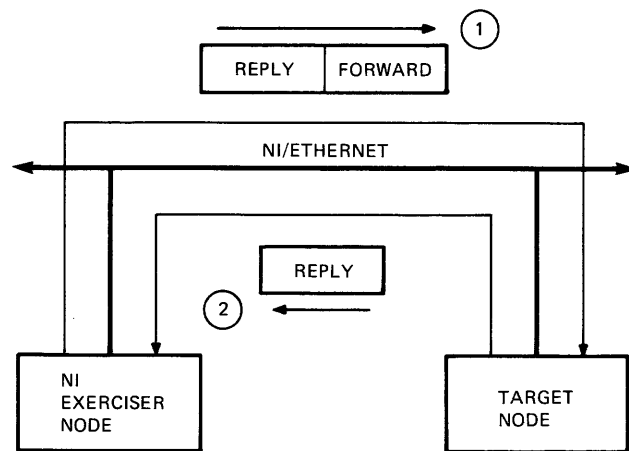 1
REPLY FORWARD
NI/ETHERNET
REPLY
2
NI
EXERCISER
NODE
TARGET
NODE